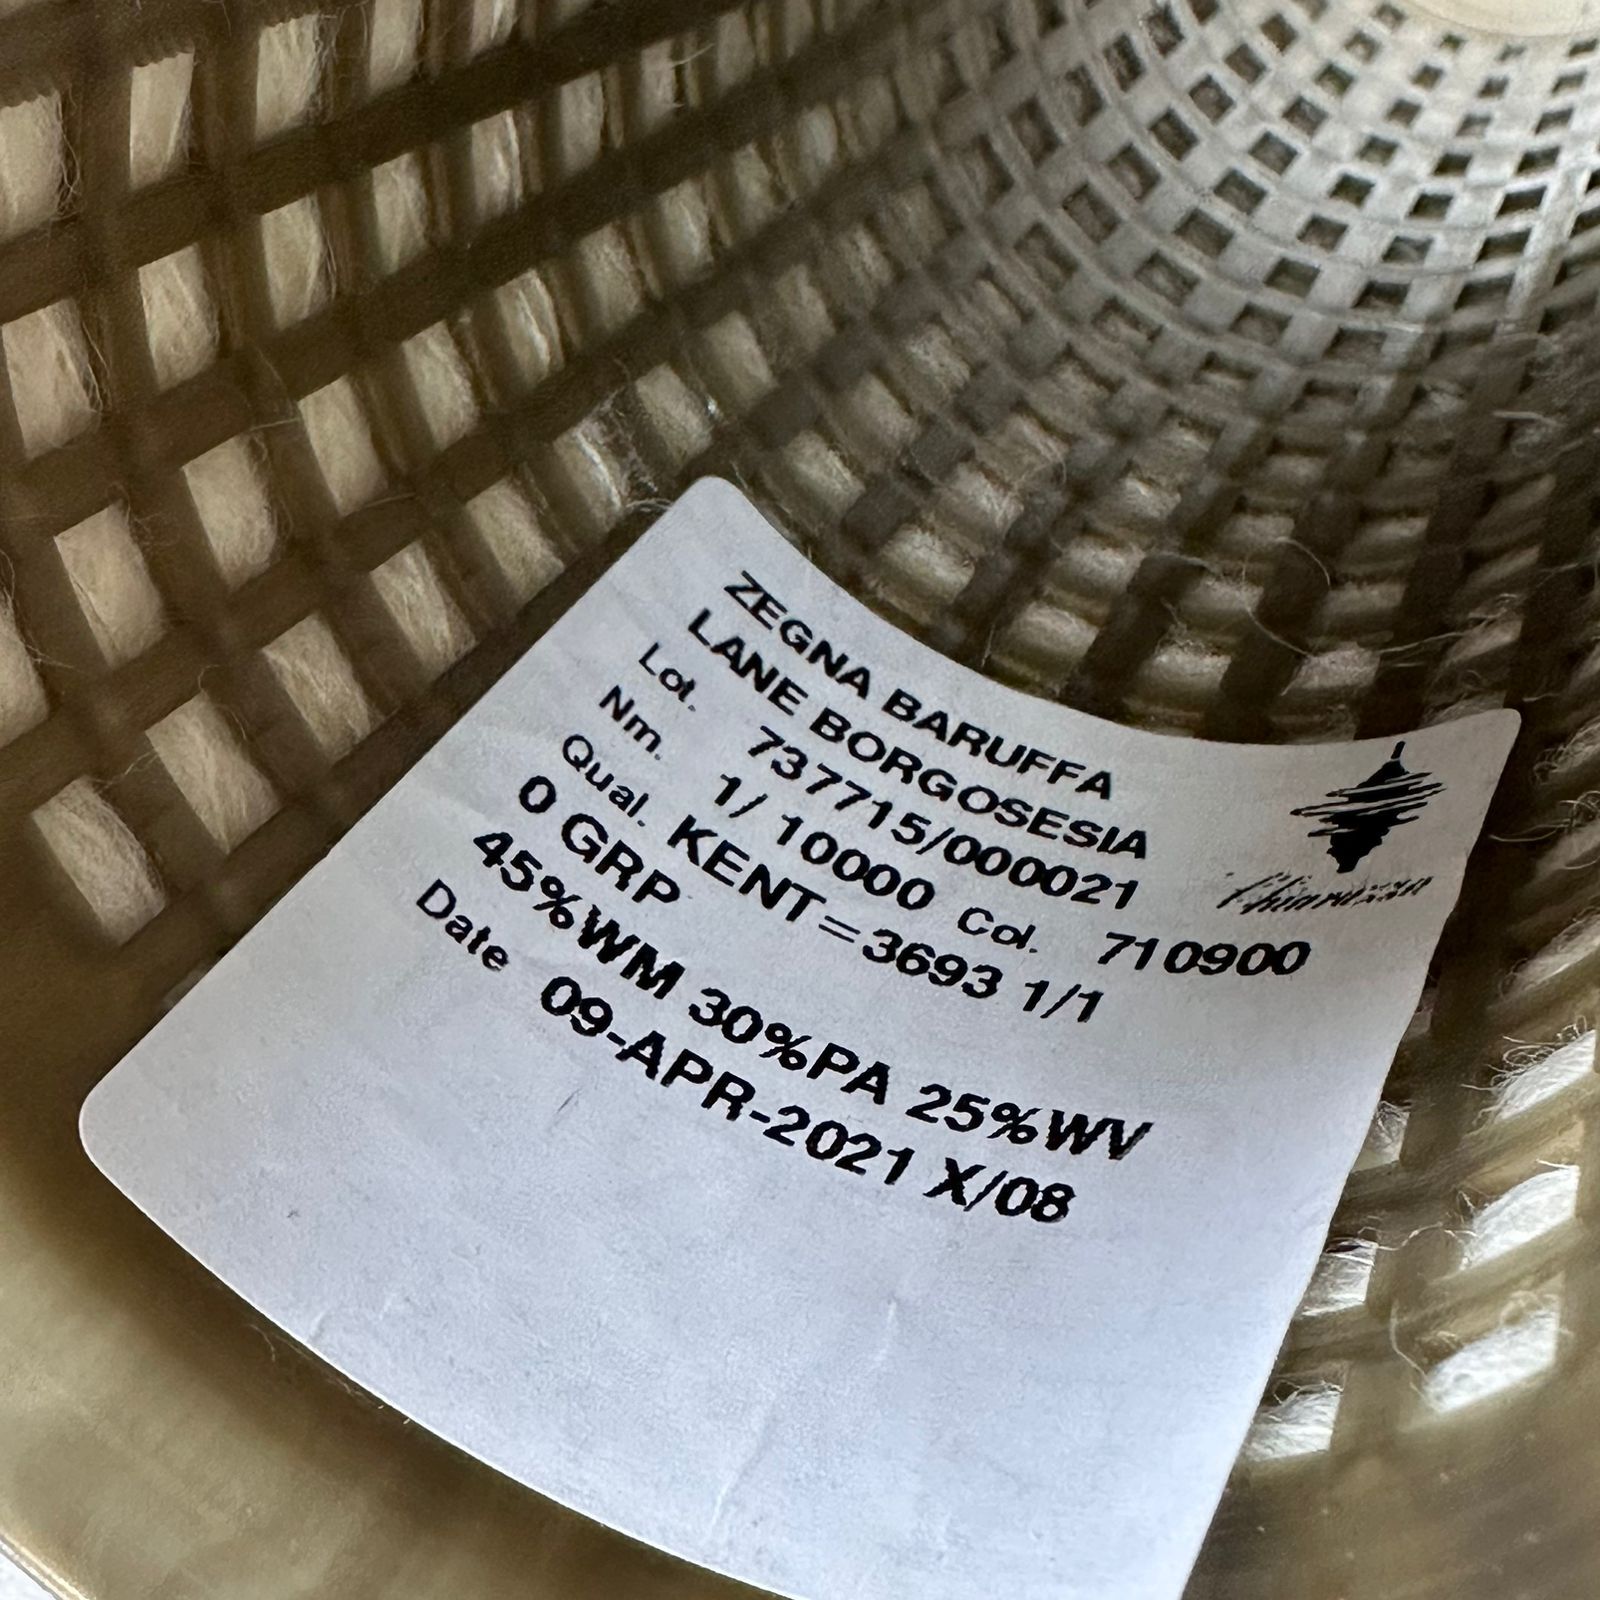 ZEGNA BARUFFA
LANE BORGOSESIA
Lot. 737715/000021
Nm. 1/ 10000 Col. 710900
Qual. KENT=3693 1/1
0 GRP
45%WM 30%PA 25%WV
Date 09-APR-2021 X/08